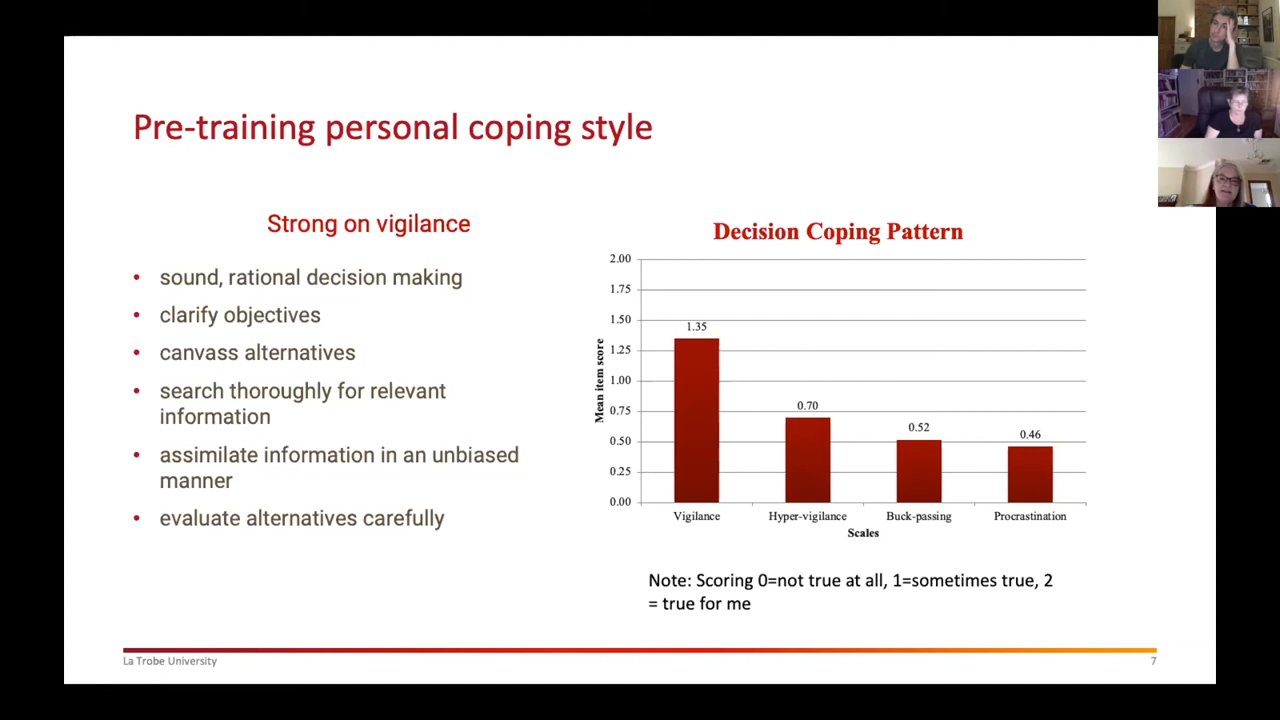 Pre-training personal coping style
Strong on vigilance
• sound, rational decision making
• clarify objectives
• canvass alternatives
• search thoroughly for relevant
information
• assimilate information in an unbiased
manner
• evaluate alternatives carefully
Decision Coping Pattern
Mean item score
2.00
1.75
1.50
1.25
1.00
0.75
0.50
0.25
0.00
1.35
0.70
0.52
0.46
Vigilance
Hyper-vigilance
Buck-passing
Procrastination
Scales
Note: Scoring 0=not true at all, 1=sometimes true, 2
= true for me
La Trobe University
7